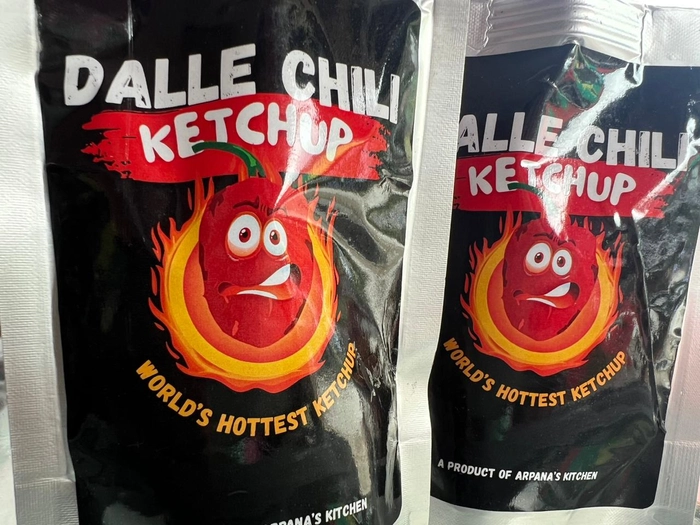 DALLE CHILI
KETCHUP
WORLD'S HOTTEST KETCHUP
ARPANA'S KITCHEN
ALLE CHILI
KETCHUP
WORLD'S HOTTEST KETCHUP
A PRODUCT OF ARPANA'S KITCHEN